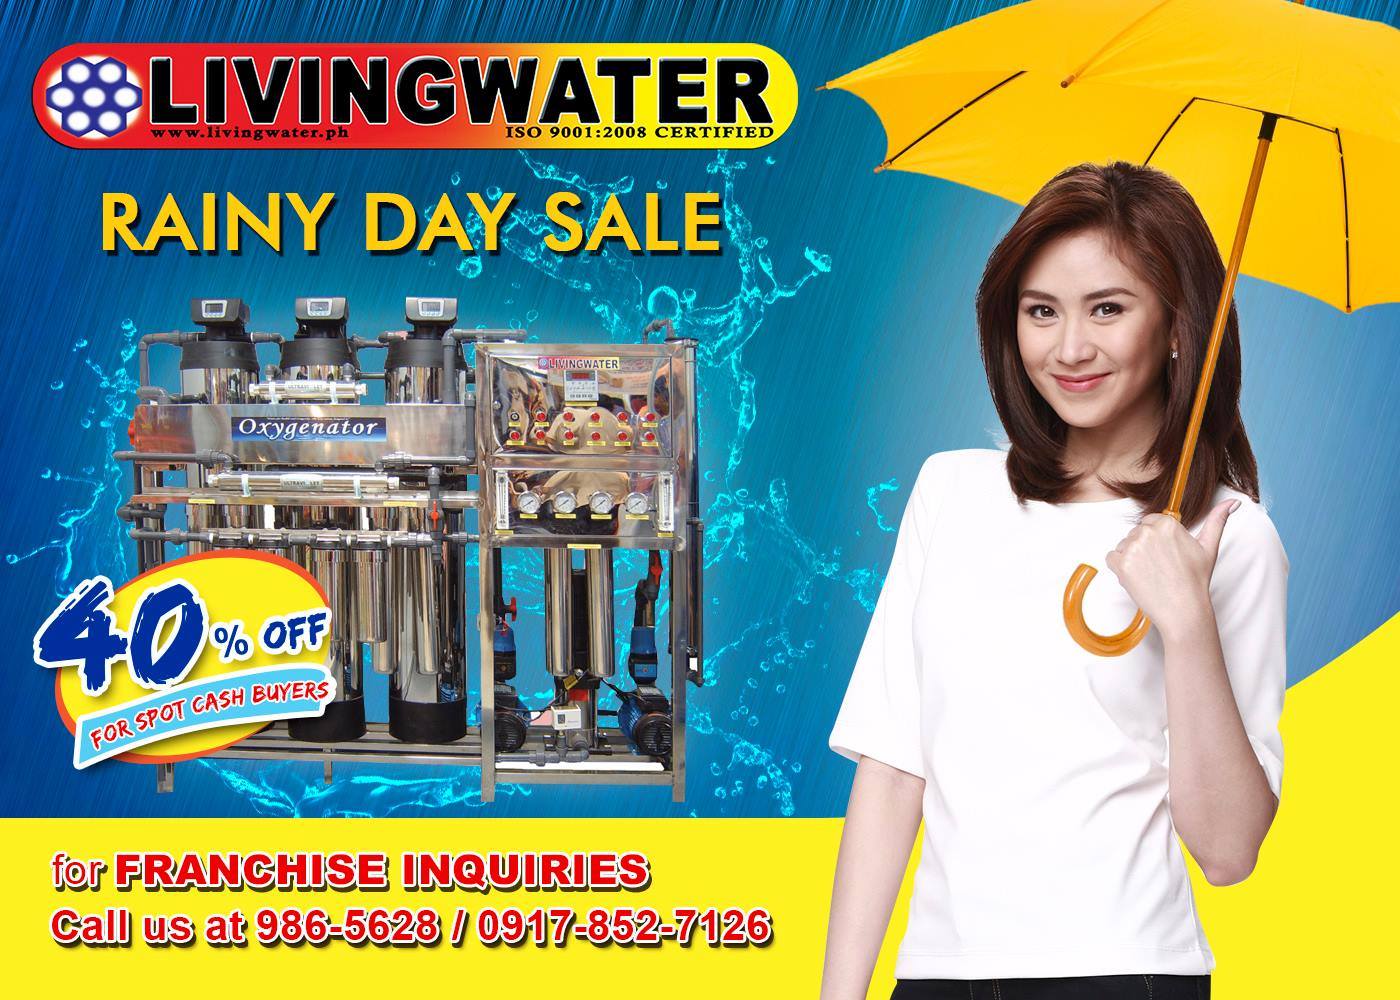 LIVINGWATER
www.livingwater.ph
ISO 9001:2008 CERTIFIED
RAINY DAY SALE
LIVINGWATER
Oxygenator
40% OFF
FOR SPOT CASH BUYERS
for FRANCHISE INQUIRIES
Call us at 986-5628 / 0917-852-7126